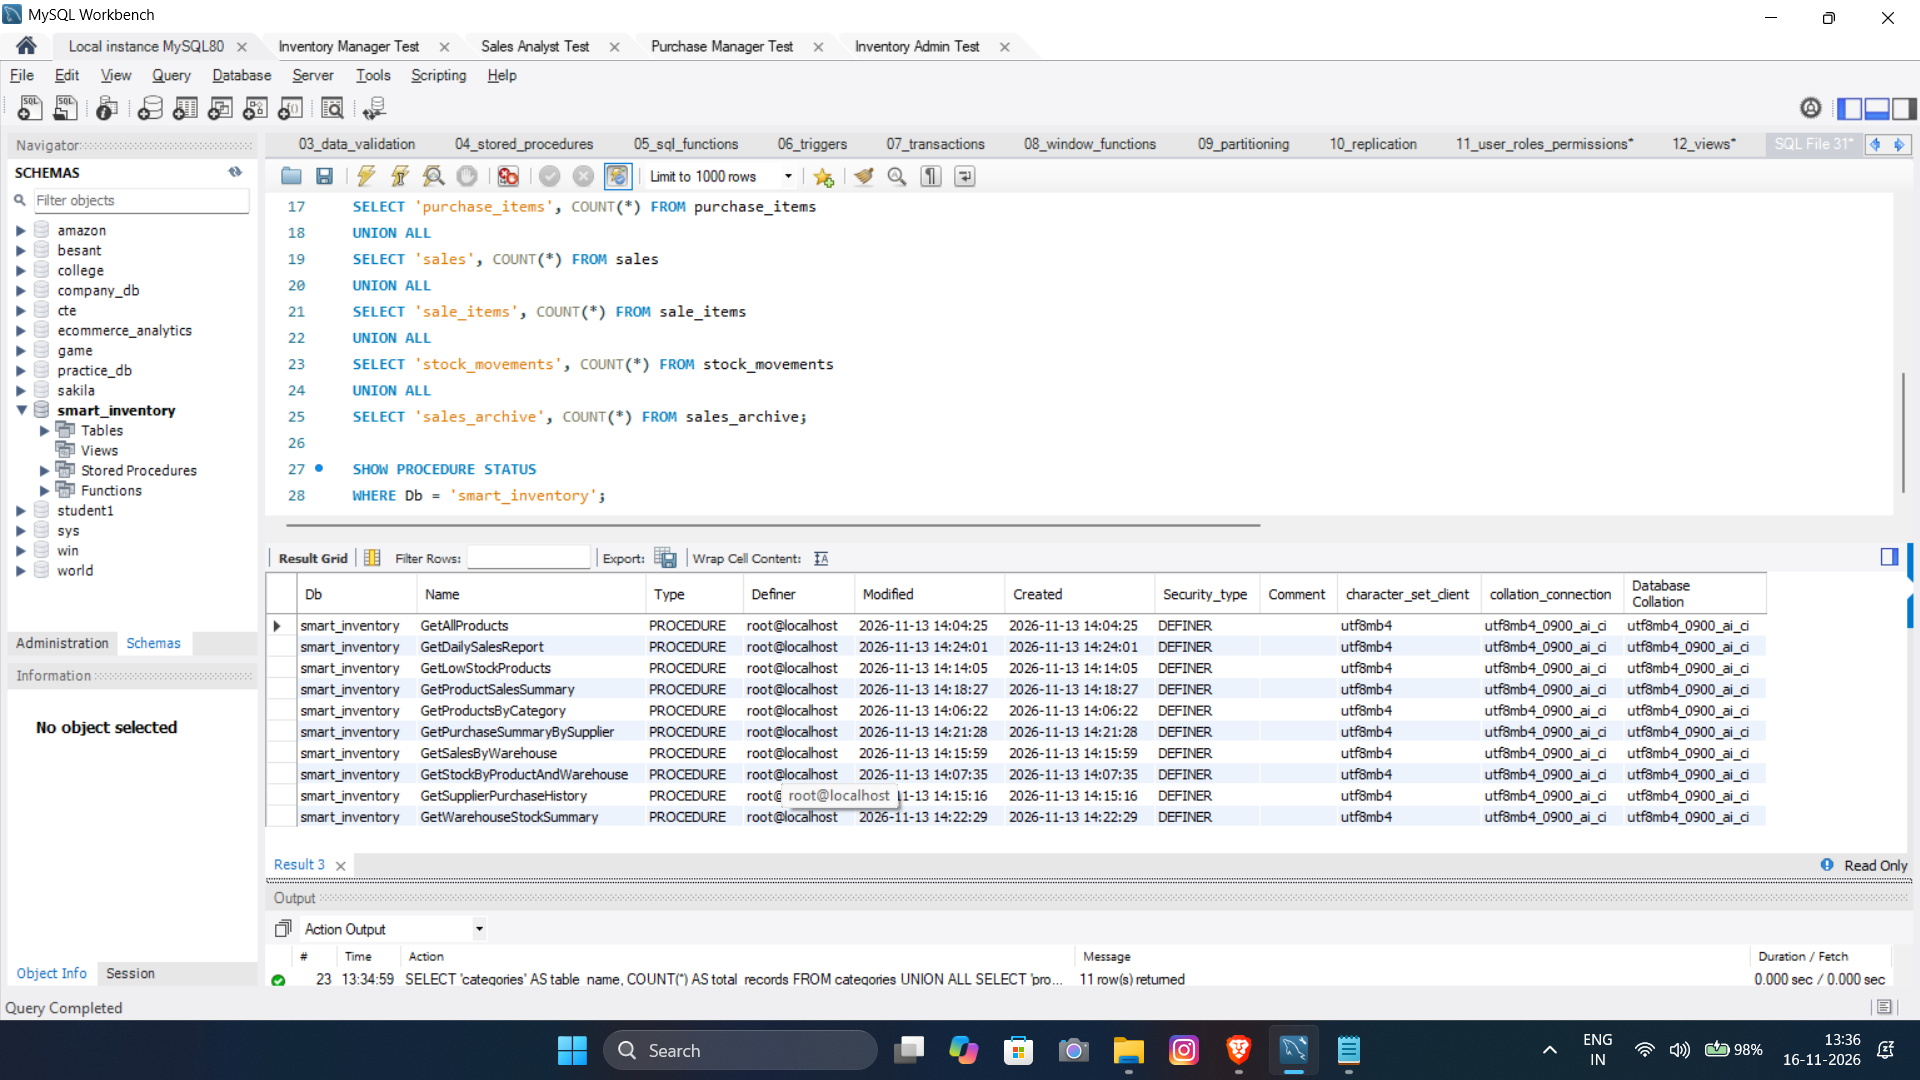 MySQL Workbench
Local instance MySQL80
Inventory Manager Test
Sales Analyst Test
Purchase Manager Test
Inventory Admin Test
File Edit View Query Database Server Tools Scripting Help
Navigator
03_data_validation 04_stored_procedures 05_sql_functions 06_triggers 07_transactions 08_window_functions 09_partitioning 10_replication 11_user_roles_permissions* 12_views* SQL File 31*
SCHEMAS
Filter objects
amazon
besant
college
company_db
cte
ecommerce_analytics
game
practice_db
sakila
smart_inventory
Tables
Views
Stored Procedures
Functions
student1
sys
win
world
Administration Schemas
Information
No object selected
Object Info Session
Limit to 1000 rows
17 SELECT 'purchase_items', COUNT(*) FROM purchase_items
18 UNION ALL
19 SELECT 'sales', COUNT(*) FROM sales
20 UNION ALL
21 SELECT 'sale_items', COUNT(*) FROM sale_items
22 UNION ALL
23 SELECT 'stock_movements', COUNT(*) FROM stock_movements
24 UNION ALL
25 SELECT 'sales_archive', COUNT(*) FROM sales_archive;
26
27 SHOW PROCEDURE STATUS
28 WHERE Db = 'smart_inventory';
Result Grid Filter Rows: Export: Wrap Cell Content:
Db Name Type Definer Modified Created Security_type Comment character_set_client collation_connection Database Collation
smart_inventory GetAllProducts PROCEDURE root@localhost 2026-11-13 14:04:25 2026-11-13 14:04:25 DEFINER utf8mb4 utf8mb4_0900_ai_ci utf8mb4_0900_ai_ci
smart_inventory GetDailySalesReport PROCEDURE root@localhost 2026-11-13 14:24:01 2026-11-13 14:24:01 DEFINER utf8mb4 utf8mb4_0900_ai_ci utf8mb4_0900_ai_ci
smart_inventory GetLowStockProducts PROCEDURE root@localhost 2026-11-13 14:14:05 2026-11-13 14:14:05 DEFINER utf8mb4 utf8mb4_0900_ai_ci utf8mb4_0900_ai_ci
smart_inventory GetProductSalesSummary PROCEDURE root@localhost 2026-11-13 14:18:27 2026-11-13 14:18:27 DEFINER utf8mb4 utf8mb4_0900_ai_ci utf8mb4_0900_ai_ci
smart_inventory GetProductsByCategory PROCEDURE root@localhost 2026-11-13 14:06:22 2026-11-13 14:06:22 DEFINER utf8mb4 utf8mb4_0900_ai_ci utf8mb4_0900_ai_ci
smart_inventory GetPurchaseSummaryBySupplier PROCEDURE root@localhost 2026-11-13 14:21:28 2026-11-13 14:21:28 DEFINER utf8mb4 utf8mb4_0900_ai_ci utf8mb4_0900_ai_ci
smart_inventory GetSalesByWarehouse PROCEDURE root@localhost 2026-11-13 14:15:59 2026-11-13 14:15:59 DEFINER utf8mb4 utf8mb4_0900_ai_ci utf8mb4_0900_ai_ci
smart_inventory GetStockByProductAndWarehouse PROCEDURE root@localhost 2026-11-13 14:07:35 2026-11-13 14:07:35 DEFINER utf8mb4 utf8mb4_0900_ai_ci utf8mb4_0900_ai_ci
smart_inventory GetSupplierPurchaseHistory PROCEDURE root@ root@localhost 1-13 14:15:16 2026-11-13 14:15:16 DEFINER utf8mb4 utf8mb4_0900_ai_ci utf8mb4_0900_ai_ci
smart_inventory GetWarehouseStockSummary PROCEDURE root@localhost 2026-11-13 14:22:29 2026-11-13 14:22:29 DEFINER utf8mb4 utf8mb4_0900_ai_ci utf8mb4_0900_ai_ci
Result 3 Read Only
Output
Action Output
# Time Action Message Duration / Fetch
23 13:34:59 SELECT 'categories' AS table_name, COUNT(*) AS total_records FROM categories UNION ALL SELECT 'pro... 11 row(s) returned 0.000 sec / 0.000 sec
Query Completed
Search
ENG
IN
98%
13:36
16-11-2026